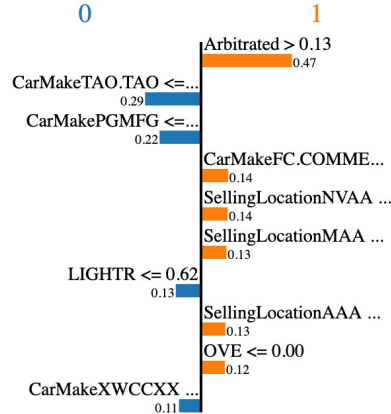 0 1
Arbitrated > 0.13
0.47
CarMakeTAO.TAO <=...
0.29
CarMakePGMFG <=...
0.22
CarMakeFC.COMME...
0.14
SellingLocationNVAA ...
0.14
SellingLocationMAA ...
0.13
LIGHTR <= 0.62
0.13
SellingLocationAAA ...
0.13
OVE <= 0.00
0.12
CarMakeXWCCXX ...
0.11